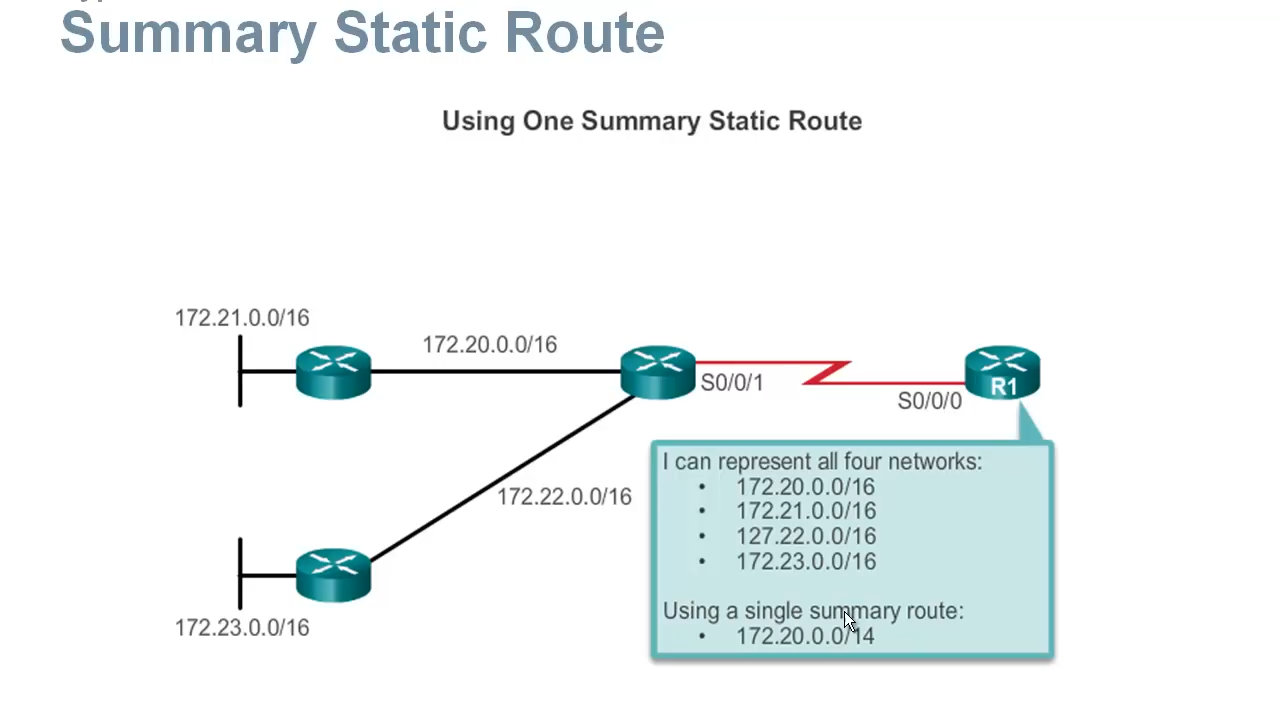 Summary Static Route
Using One Summary Static Route
172.21.0.0/16
172.20.0.0/16
S0/0/1
S0/0/0
R1
172.22.0.0/16
172.23.0.0/16
I can represent all four networks:
• 172.20.0.0/16
• 172.21.0.0/16
• 127.22.0.0/16
• 172.23.0.0/16
Using a single summary route:
• 172.20.0.0/14